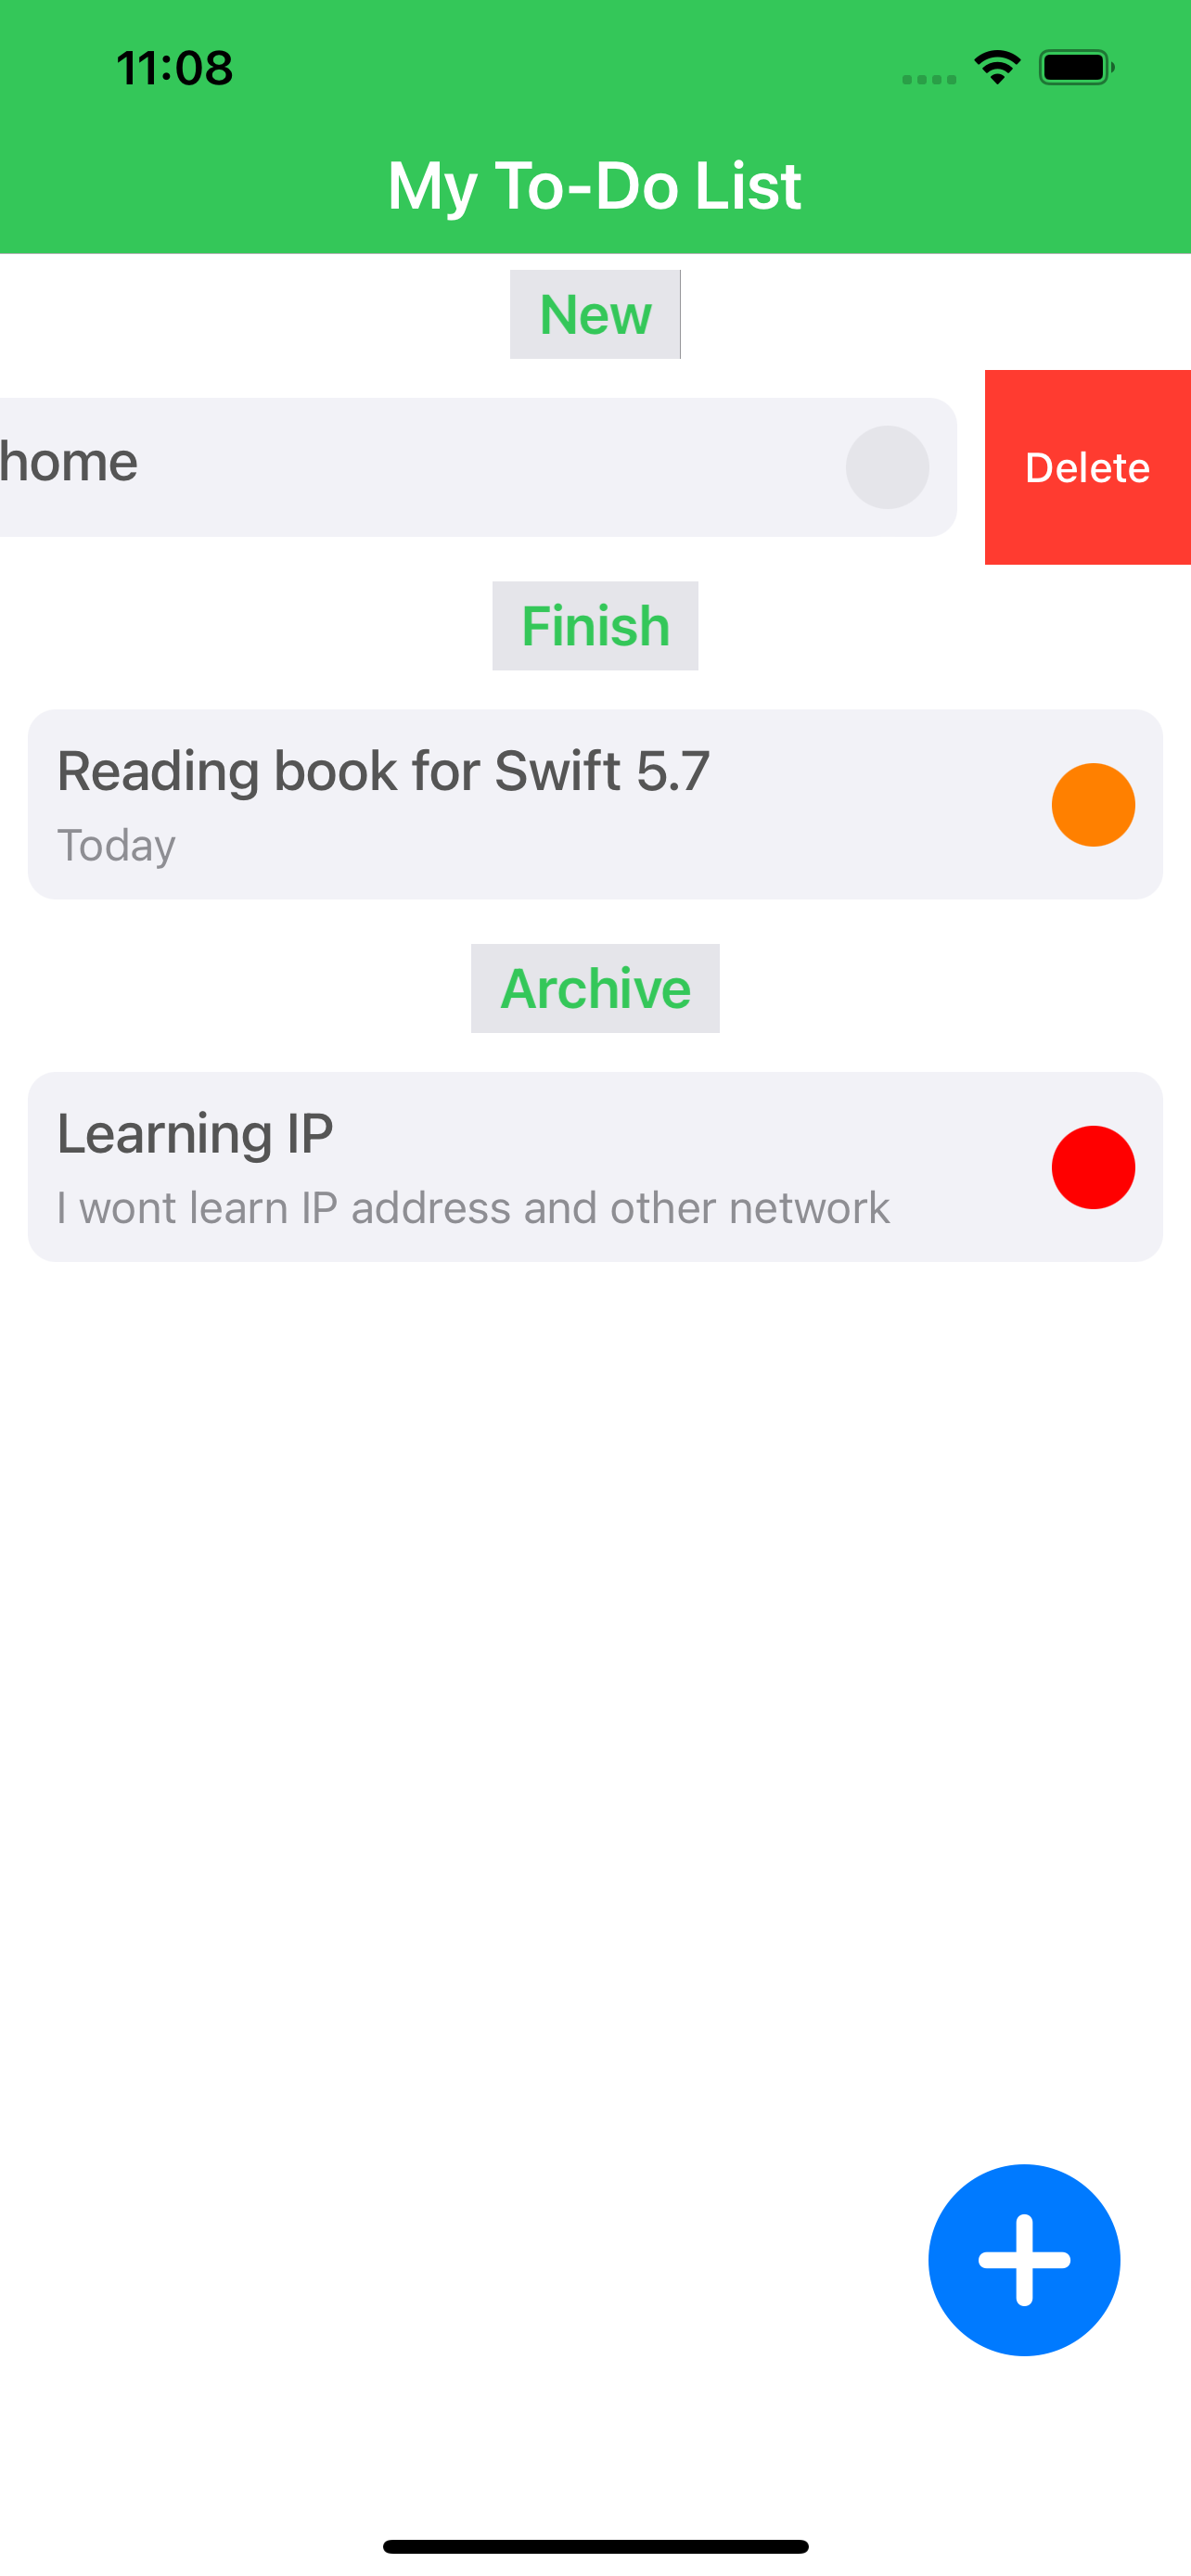 11:08
My To-Do List
New
home
Delete
Finish
Reading book for Swift 5.7
Today
Archive
Learning IP
I wont learn IP address and other network